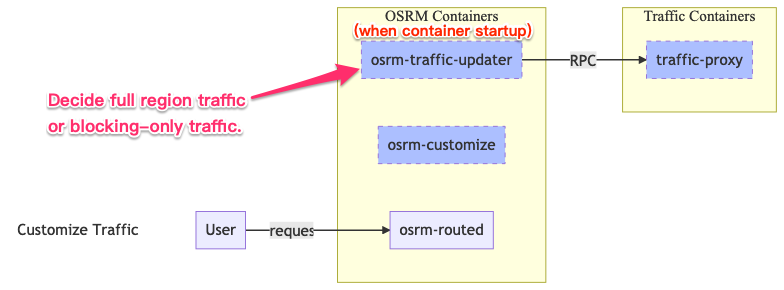 OSRM Containers
Traffic Containers
(when container startup)
osrm-traffic-updater
RPC
traffic-proxy
Decide full region traffic
or blocking-only traffic.
osrm-customize
Customize Traffic
User
reques
osrm-routed